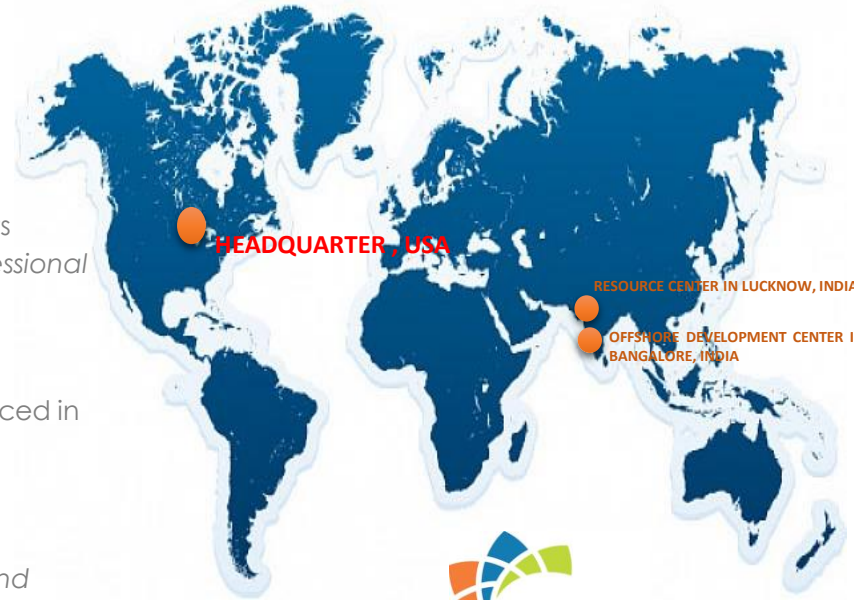 s
essional
HEADQUARTER , USA
RESOURCE CENTER IN LUCKNOW, INDIA
OFFSHORE DEVELOPMENT CENTER I
BANGALORE, INDIA
ced in
nd